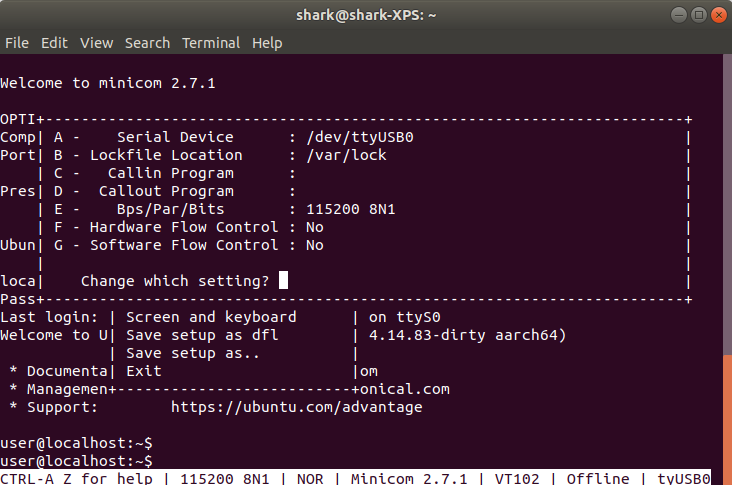 shark@shark-XPS: ~
File Edit View Search Terminal Help
Welcome to minicom 2.7.1
OPTI+-----------------------------------------------------------------------+
Comp| A -    Serial Device      : /dev/ttyUSB0                              |
Port| B - Lockfile Location     : /var/lock                                 |
    | C -   Callin Program      :                                           |
Pres| D -  Callout Program      :                                           |
    | E -    Bps/Par/Bits       : 115200 8N1                                |
    | F - Hardware Flow Control : No                                        |
Ubun| G - Software Flow Control : No                                        |
    |                                                                       |
loca|    Change which setting?                                              |
Pass+-----------------------------------------------------------------------+
Last login: | Screen and keyboard      | on ttyS0
Welcome to U| Save setup as dfl        | 4.14.83-dirty aarch64)
            | Save setup as..          |
 * Documenta| Exit                     |om
 * Managemen+--------------------------+onical.com
 * Support:        https://ubuntu.com/advantage
user@localhost:~$
user@localhost:~$
CTRL-A Z for help | 115200 8N1 | NOR | Minicom 2.7.1 | VT102 | Offline | tyUSB0